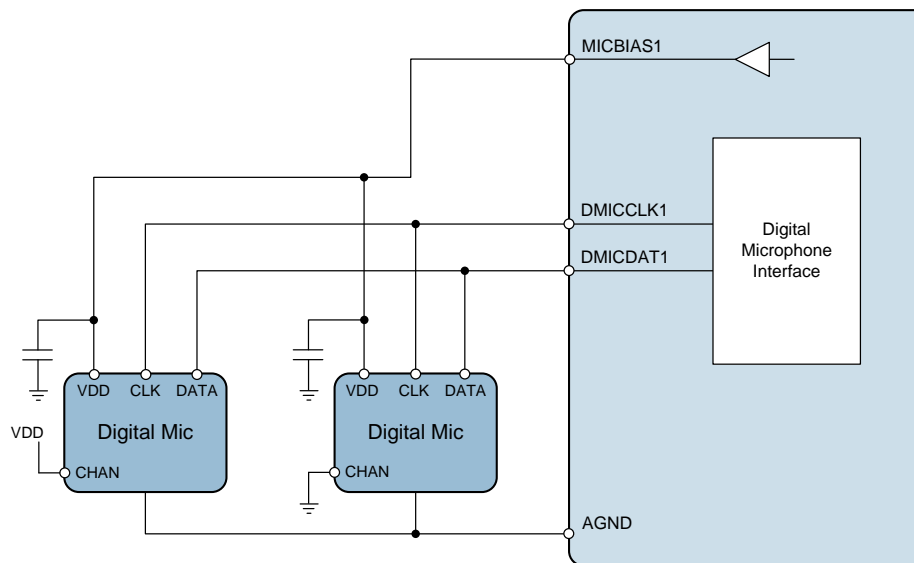 MICBIAS1
DMICCLK1
DMICDAT1
Digital
Microphone
Interface
VDD CLK DATA
VDD CLK DATA
Digital Mic
Digital Mic
VDD
CHAN
CHAN
AGND